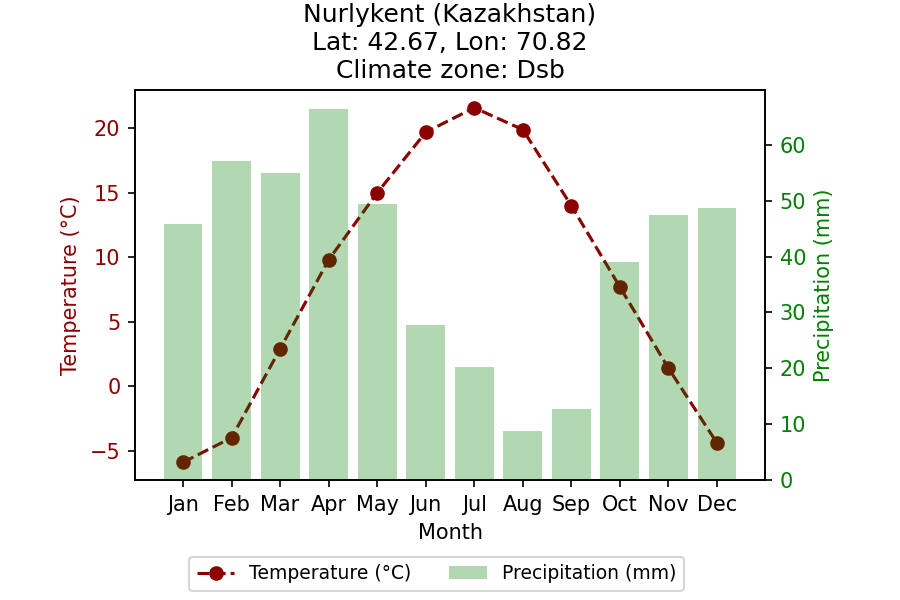 Nurlykent (Kazakhstan)
Lat: 42.67, Lon: 70.82
Climate zone: Dsb
Temperature (°C)
20
15
10
5
0
−5
Precipitation (mm)
60
50
40
30
20
10
0
Jan Feb Mar Apr May Jun Jul Aug Sep Oct Nov Dec
Month
Temperature (°C) Precipitation (mm)